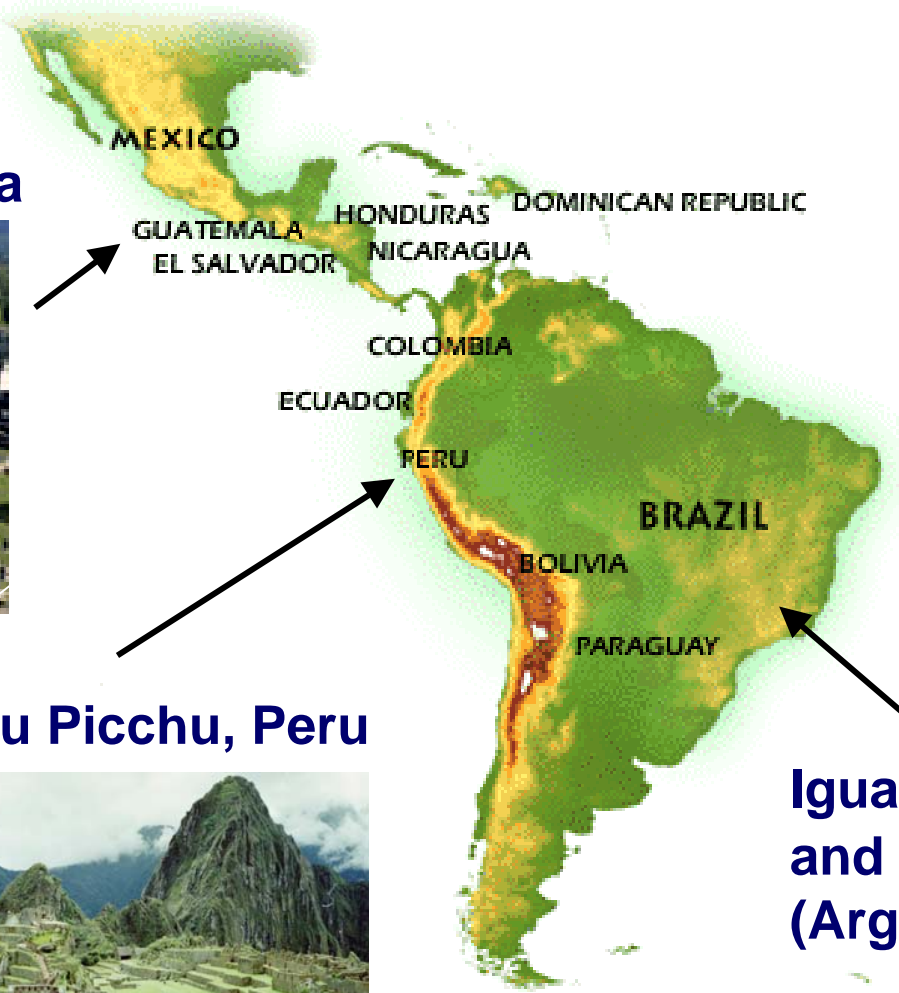 MEXICO
a
GUATEMALA
HONDURAS
DOMINICAN REPUBLIC
EL SALVADOR
NICARAGUA
COLOMBIA
ECUADOR
PERU
BRAZIL
BOLIVIA
PARAGUAY
u Picchu, Peru
Igua
and
(Arg